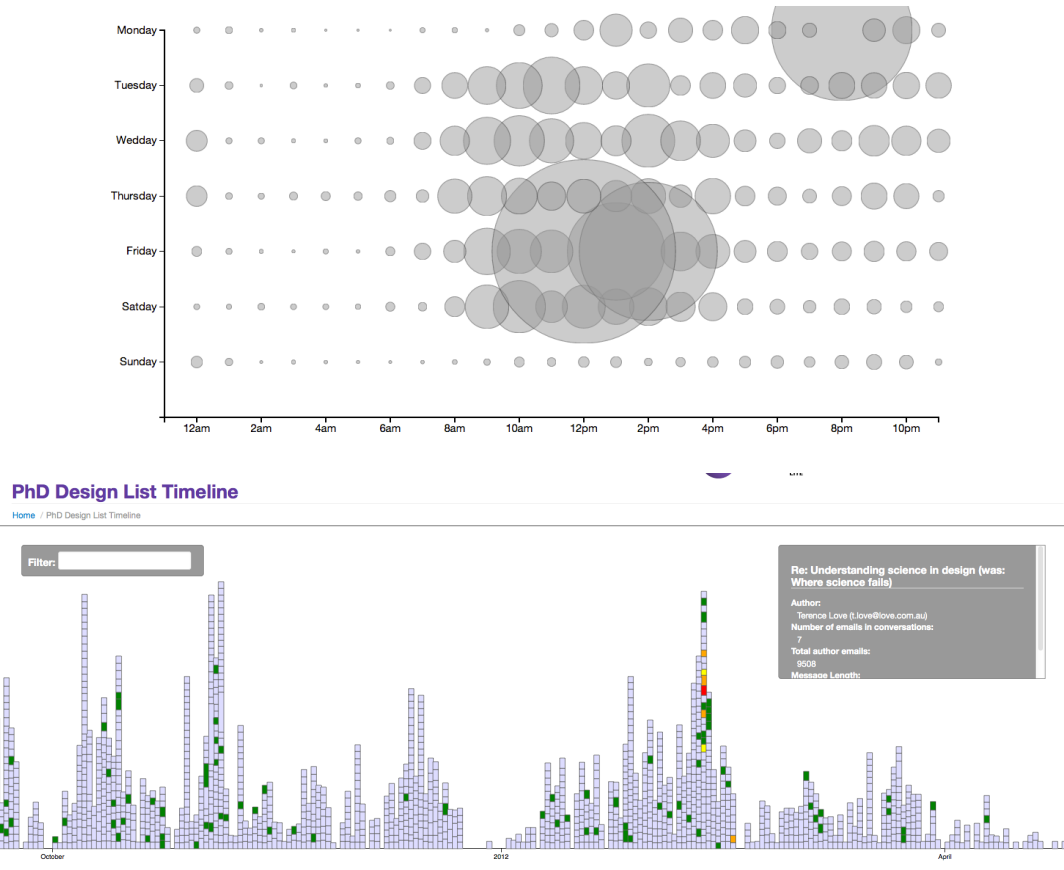 Monday
Tuesday
Wedday
Thursday
Friday
Satday
Sunday
12am 2am 4am 6am 8am 10am 12pm 2pm 4pm 6pm 8pm 10pm
PhD Design List Timeline
Home / PhD Design List Timeline
Filter:
Re: Understanding science in design (was:
Where science fails)
Author:
Terence Love (t.love@love.com.au)
Number of emails in conversations:
7
Total author emails:
9508
Message Length:
October 2012 April